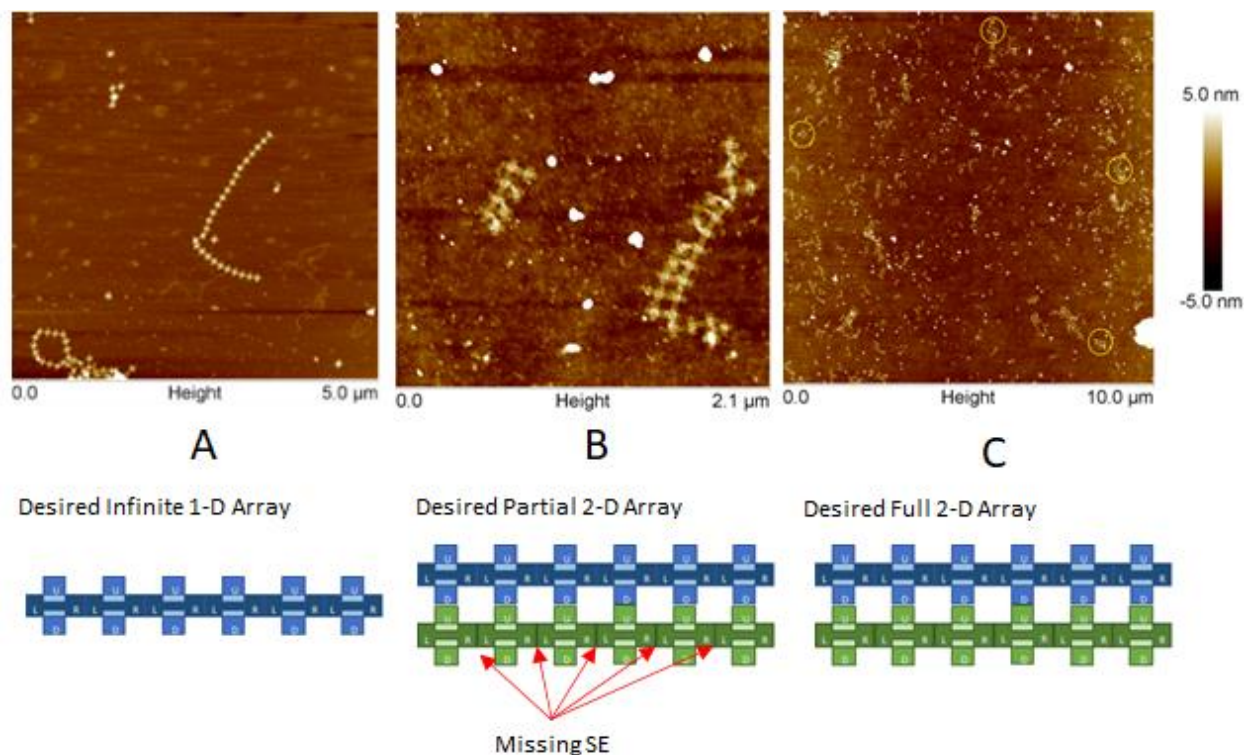 5.0 nm
-5.0 nm
0.0 Height 5.0 µm
0.0 Height 2.1 µm
0.0 Height 10.0 µm
A B C
Desired Infinite 1-D Array
Desired Partial 2-D Array
Desired Full 2-D Array
U U U U U U
L R L R L R L R L R L R
D D D D D D
U U U U U U
L R L R L R L R L R L R
D D D D D D
U U U U U U
L R L R L R L R L R L R
D D D D D D
U U U U U U
L R L R L R L R L R L R
D D D D D D
U U U U U U
L R L R L R L R L R L R
D D D D D D
Missing SE